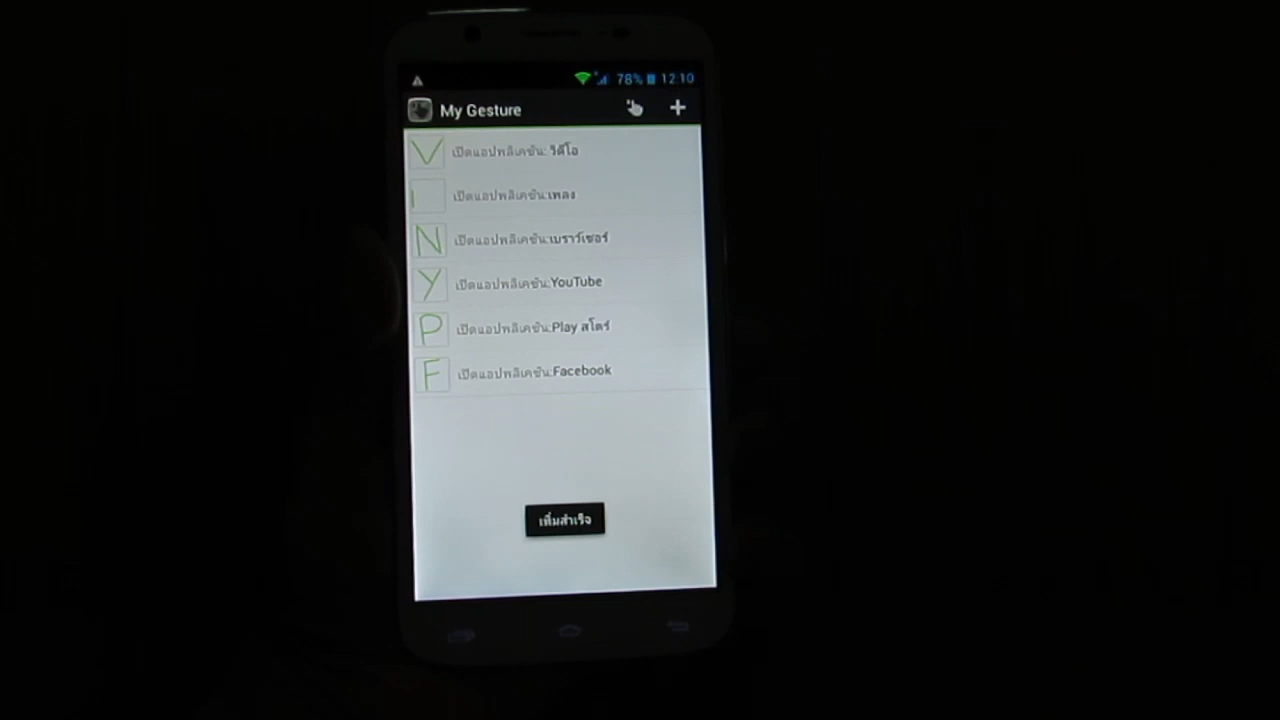 78% 12:10
My Gesture
V เปิดแอปพลิเคชัน: วิดีโอ
เปิดแอปพลิเคชัน:เพลง
N เปิดแอปพลิเคชัน:เบราว์เซอร์
Y เปิดแอปพลิเคชัน:YouTube
P เปิดแอปพลิเคชัน:Play สโตร์
F เปิดแอปพลิเคชัน:Facebook
เพิ่มสำเร็จ